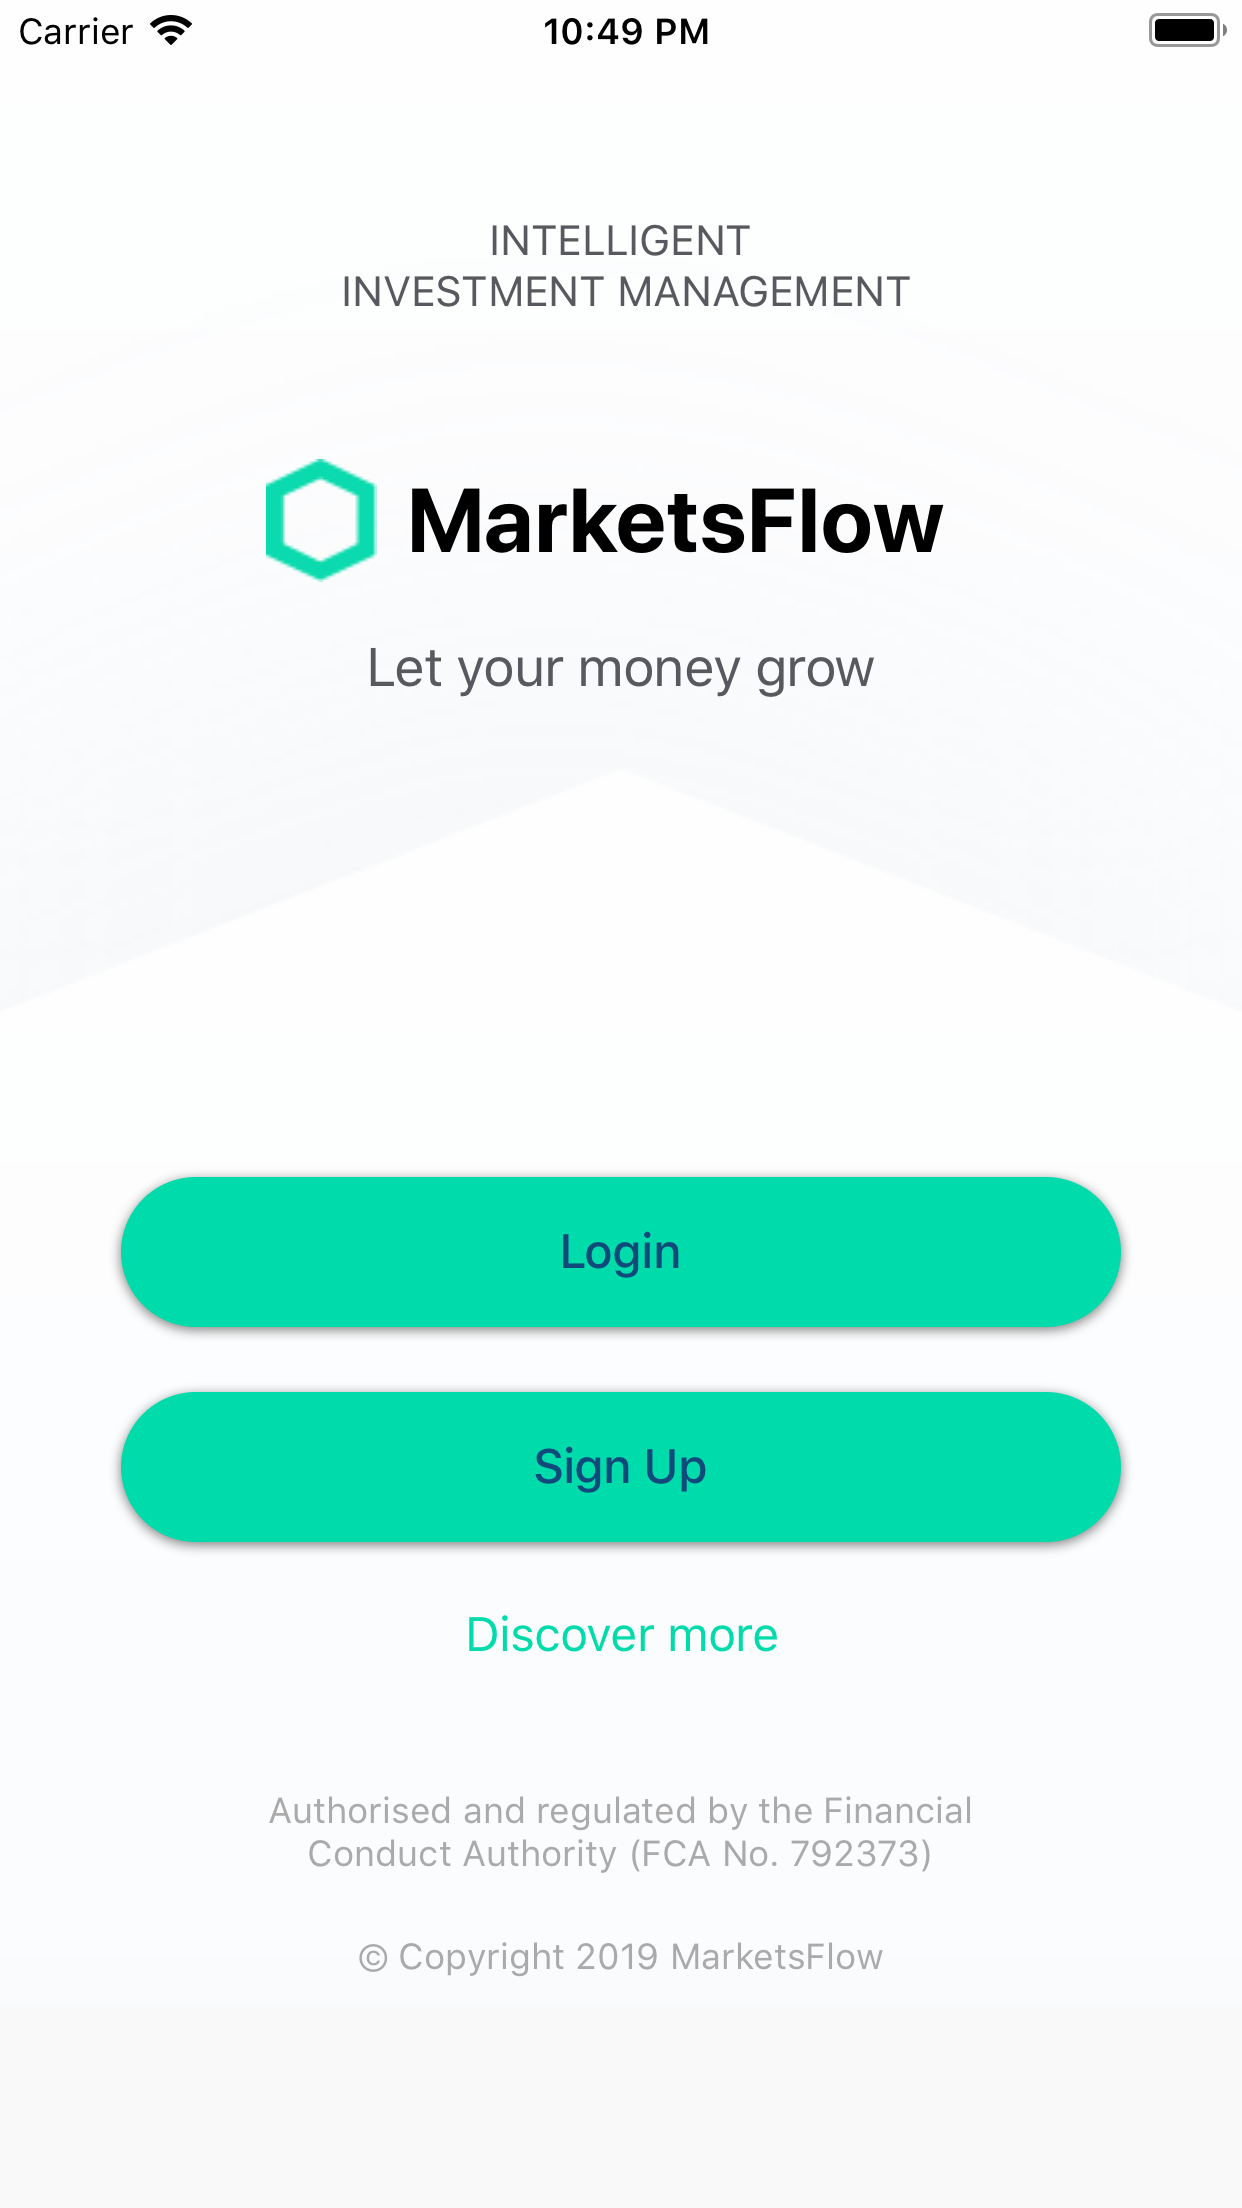 Carrier 10:49 PM
INTELLIGENT
INVESTMENT MANAGEMENT
MarketsFlow
Let your money grow
Login
Sign Up
Discover more
Authorised and regulated by the Financial
Conduct Authority (FCA No. 792373)
© Copyright 2019 MarketsFlow